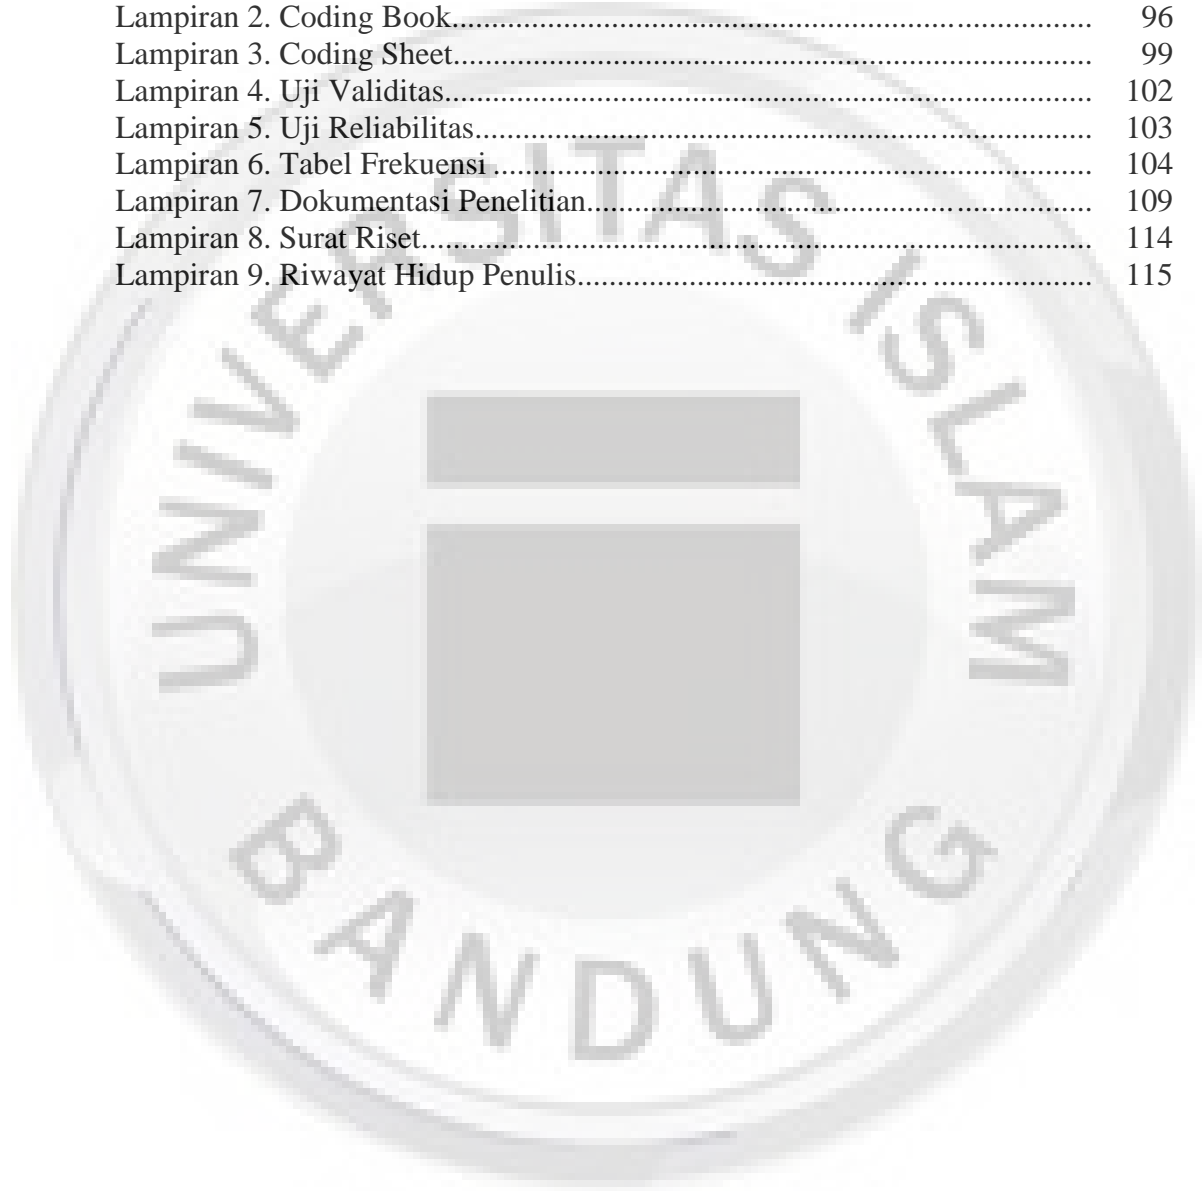 Lampiran 2. Coding Book................................................................................ 96
Lampiran 3. Coding Sheet............................................................................... 99
Lampiran 4. Uji Validitas................................................................................ 102
Lampiran 5. Uji Reliabilitas............................................................................ 103
Lampiran 6. Tabel Frekuensi .......................................................................... 104
Lampiran 7. Dokumentasi Penelitian............................................................... 109
Lampiran 8. Surat Riset................................................................................... 114
Lampiran 9. Riwayat Hidup Penulis........................................... .................... 115
UNIVERSITAS ISLAM
BANDUNG